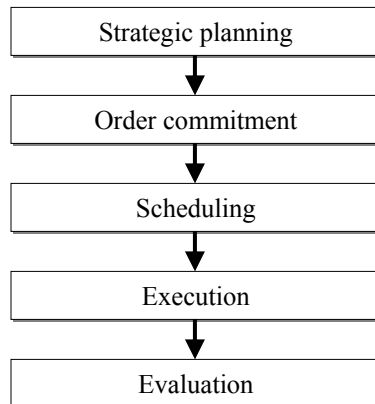 Strategic planning
Order commitment
Scheduling
Execution
Evaluation